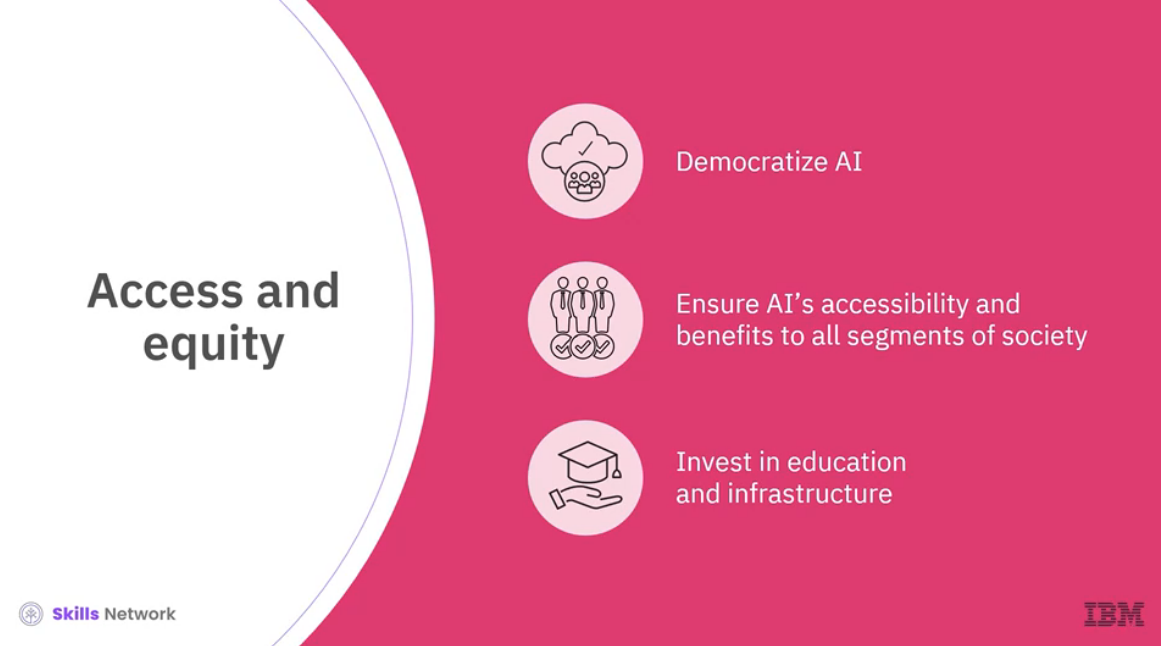 Access and
equity
Democratize AI
Ensure AI’s accessibility and
benefits to all segments of society
Invest in education
and infrastructure
Skills Network
IBM